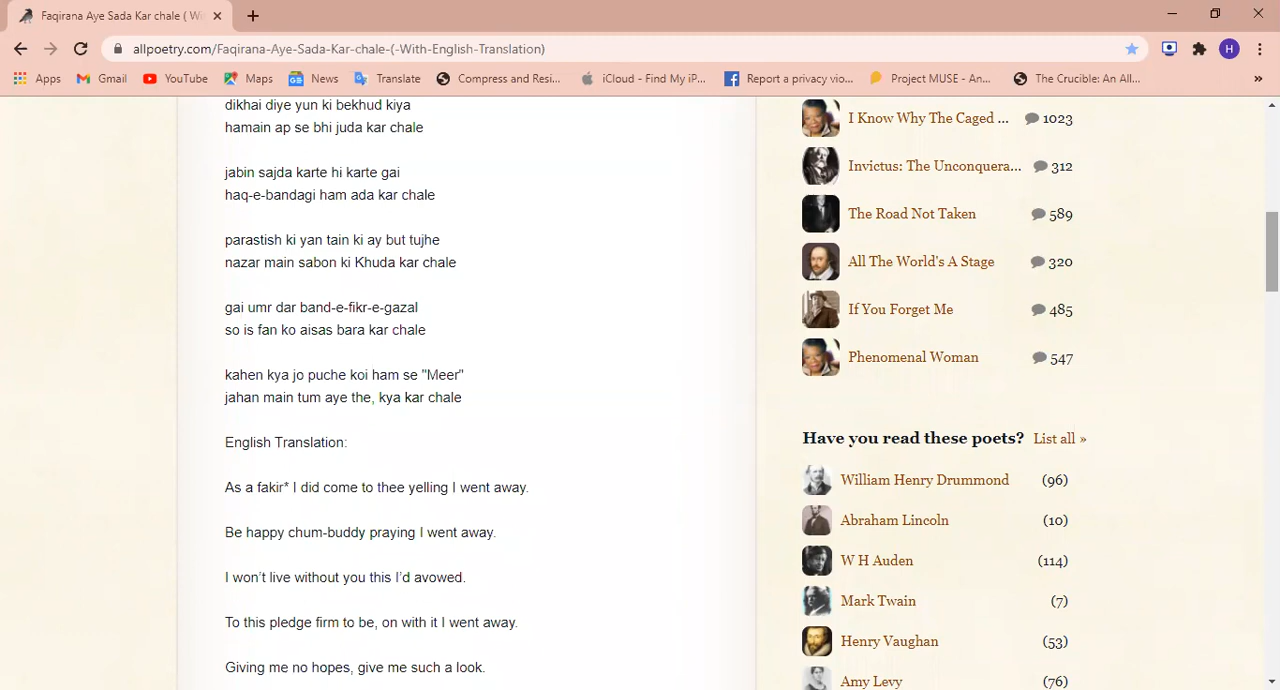 Faqirana Aye Sada Kar chale ( Wi
allpoetry.com/Faqirana-Aye-Sada-Kar-chale-(-With-English-Translation)
H
Apps
Gmail
YouTube
Maps
News
Translate
Compress and Resi...
iCloud - Find My iP...
Report a privacy vio...
Project MUSE - An...
The Crucible: An All...
»
dikhai diye yun ki bekhud kiya
hamain ap se bhi juda kar chale
jabin sajda karte hi karte gai
haq-e-bandagi ham ada kar chale
parastish ki yan tain ki ay but tujhe
nazar main sabon ki Khuda kar chale
gai umr dar band-e-fikr-e-gazal
so is fan ko aisas bara kar chale
kahen kya jo puche koi ham se "Meer"
jahan main tum aye the, kya kar chale
English Translation:
As a fakir* I did come to thee yelling I went away.
Be happy chum-buddy praying I went away.
I won't live without you this I'd avowed.
To this pledge firm to be, on with it I went away.
Giving me no hopes, give me such a look.
I Know Why The Caged ... 1023
Invictus: The Unconquera... 312
The Road Not Taken 589
All The World's A Stage 320
If You Forget Me 485
Phenomenal Woman 547
Have you read these poets? List all »
William Henry Drummond (96)
Abraham Lincoln (10)
W H Auden (114)
Mark Twain (7)
Henry Vaughan (53)
Amy Levy (76)